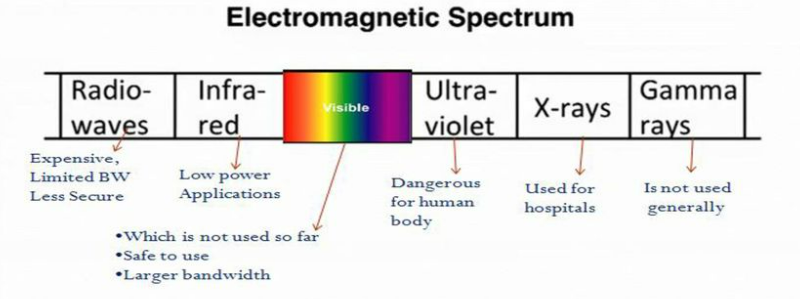 Electromagnetic Spectrum
Radio-
waves
Infra-
red
Visible
Ultra-
violet
X-rays
Gamma
rays
Expensive,
Limited BW
Less Secure
Low power
Applications
•Which is not used so far
•Safe to use
•Larger bandwidth
Dangerous
for human
body
Used for
hospitals
Is not used
generally